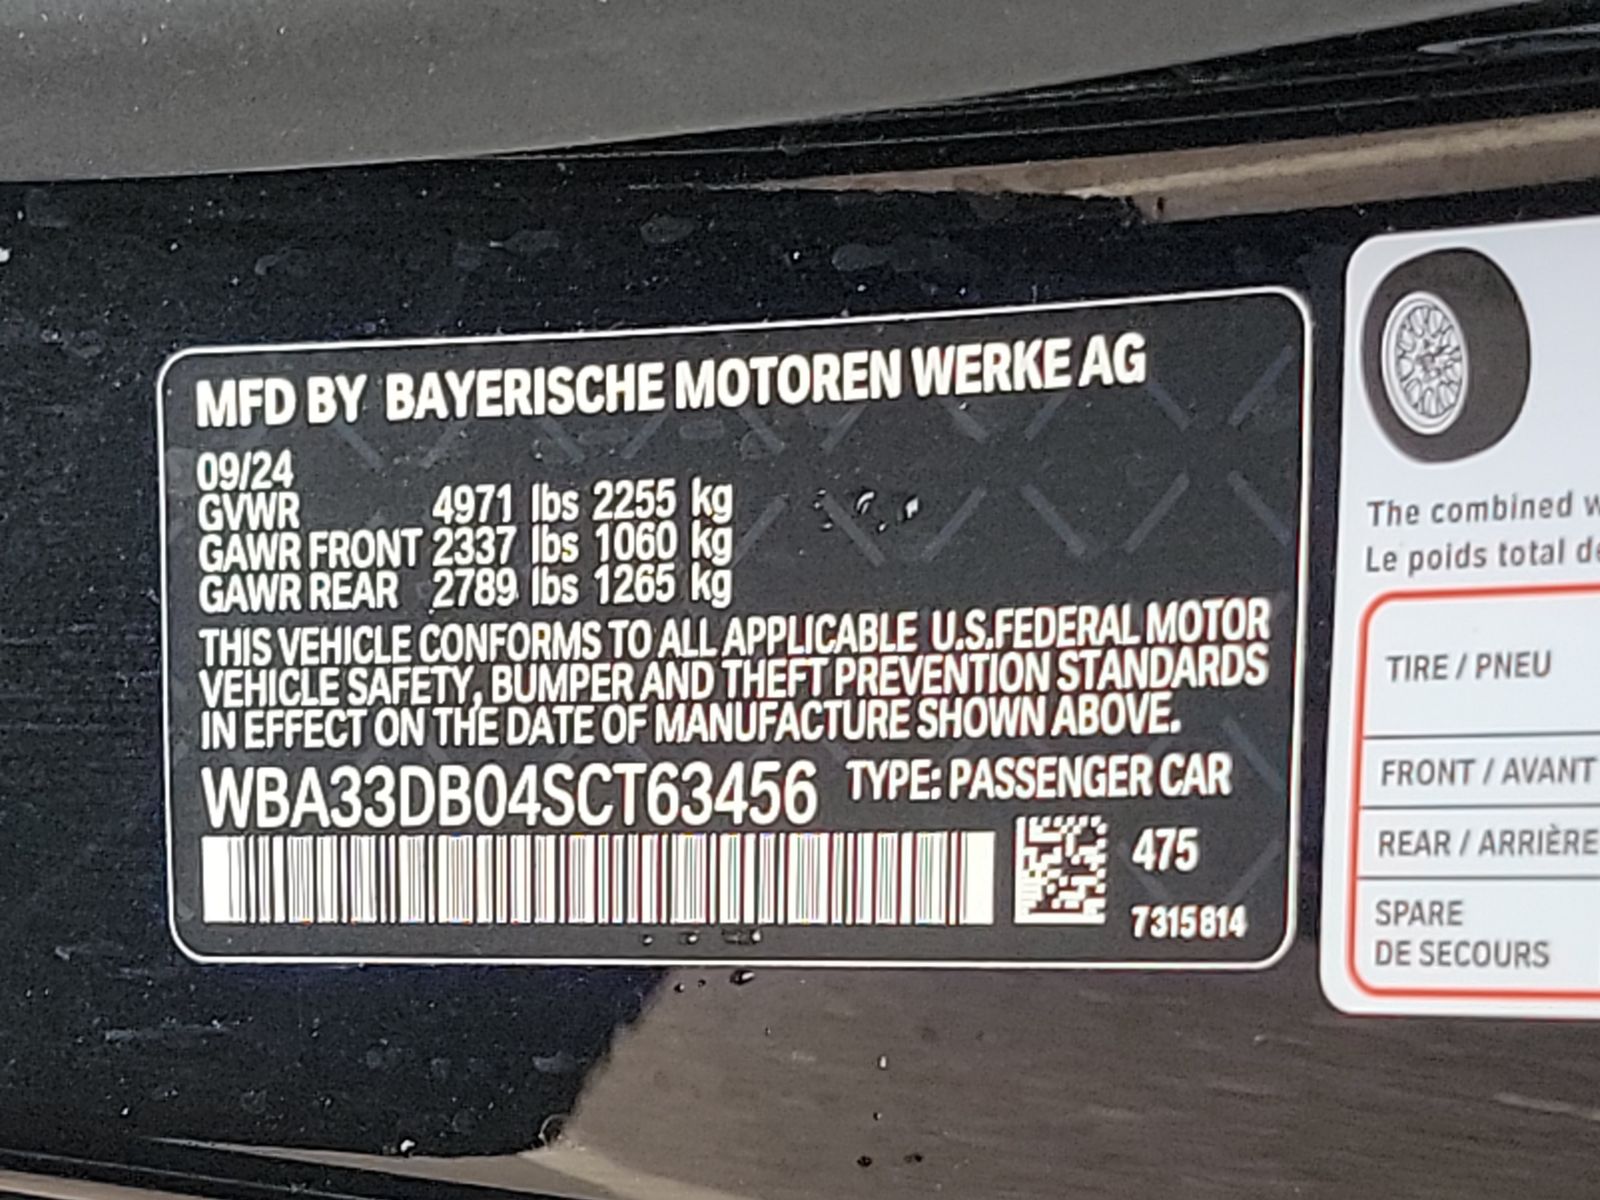 MFD BY BAYERISCHE MOTOREN WERKE AG
09/24
GVWR 4971 lbs 2255 kg
GAWR FRONT 2337 lbs 1060 kg
GAWR REAR 2789 lbs 1265 kg
THIS VEHICLE CONFORMS TO ALL APPLICABLE U.S.FEDERAL MOTOR
VEHICLE SAFETY, BUMPER AND THEFT PREVENTION STANDARDS
IN EFFECT ON THE DATE OF MANUFACTURE SHOWN ABOVE.
WBA33DB04SCT63456 TYPE: PASSENGER CAR
475
7315814
The combined
Le poids total
TIRE / PNEU
FRONT / AVANT
REAR / ARRIÈRE
SPARE
DE SECOURS